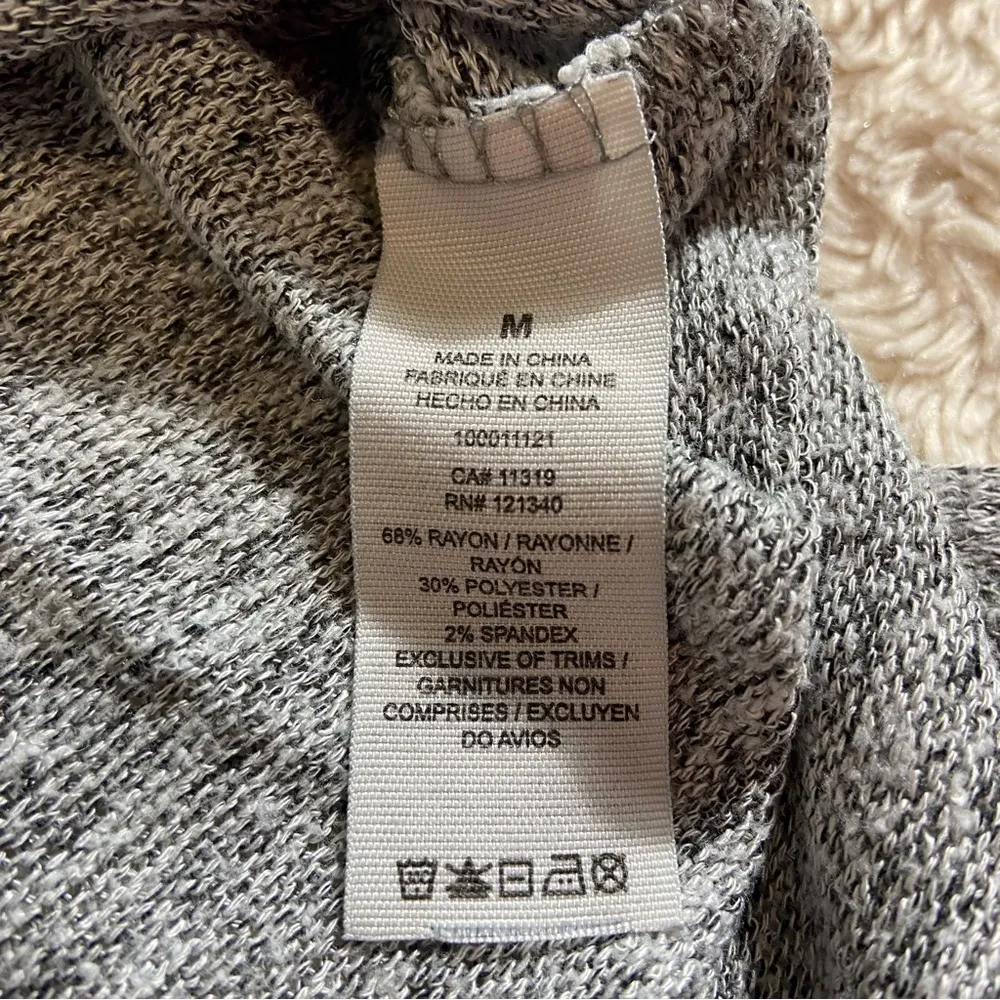 M
MADE IN CHINA
FABRIQUÉ EN CHINE
HECHO EN CHINA
100011121
CA# 11319
RN# 121340
68% RAYON / RAYONNE /
RAYÓN
30% POLYESTER /
POLIÉSTER
2% SPANDEX
EXCLUSIVE OF TRIMS /
GARNITURES NON
COMPRISES / EXCLUYEN
DO AVIOS